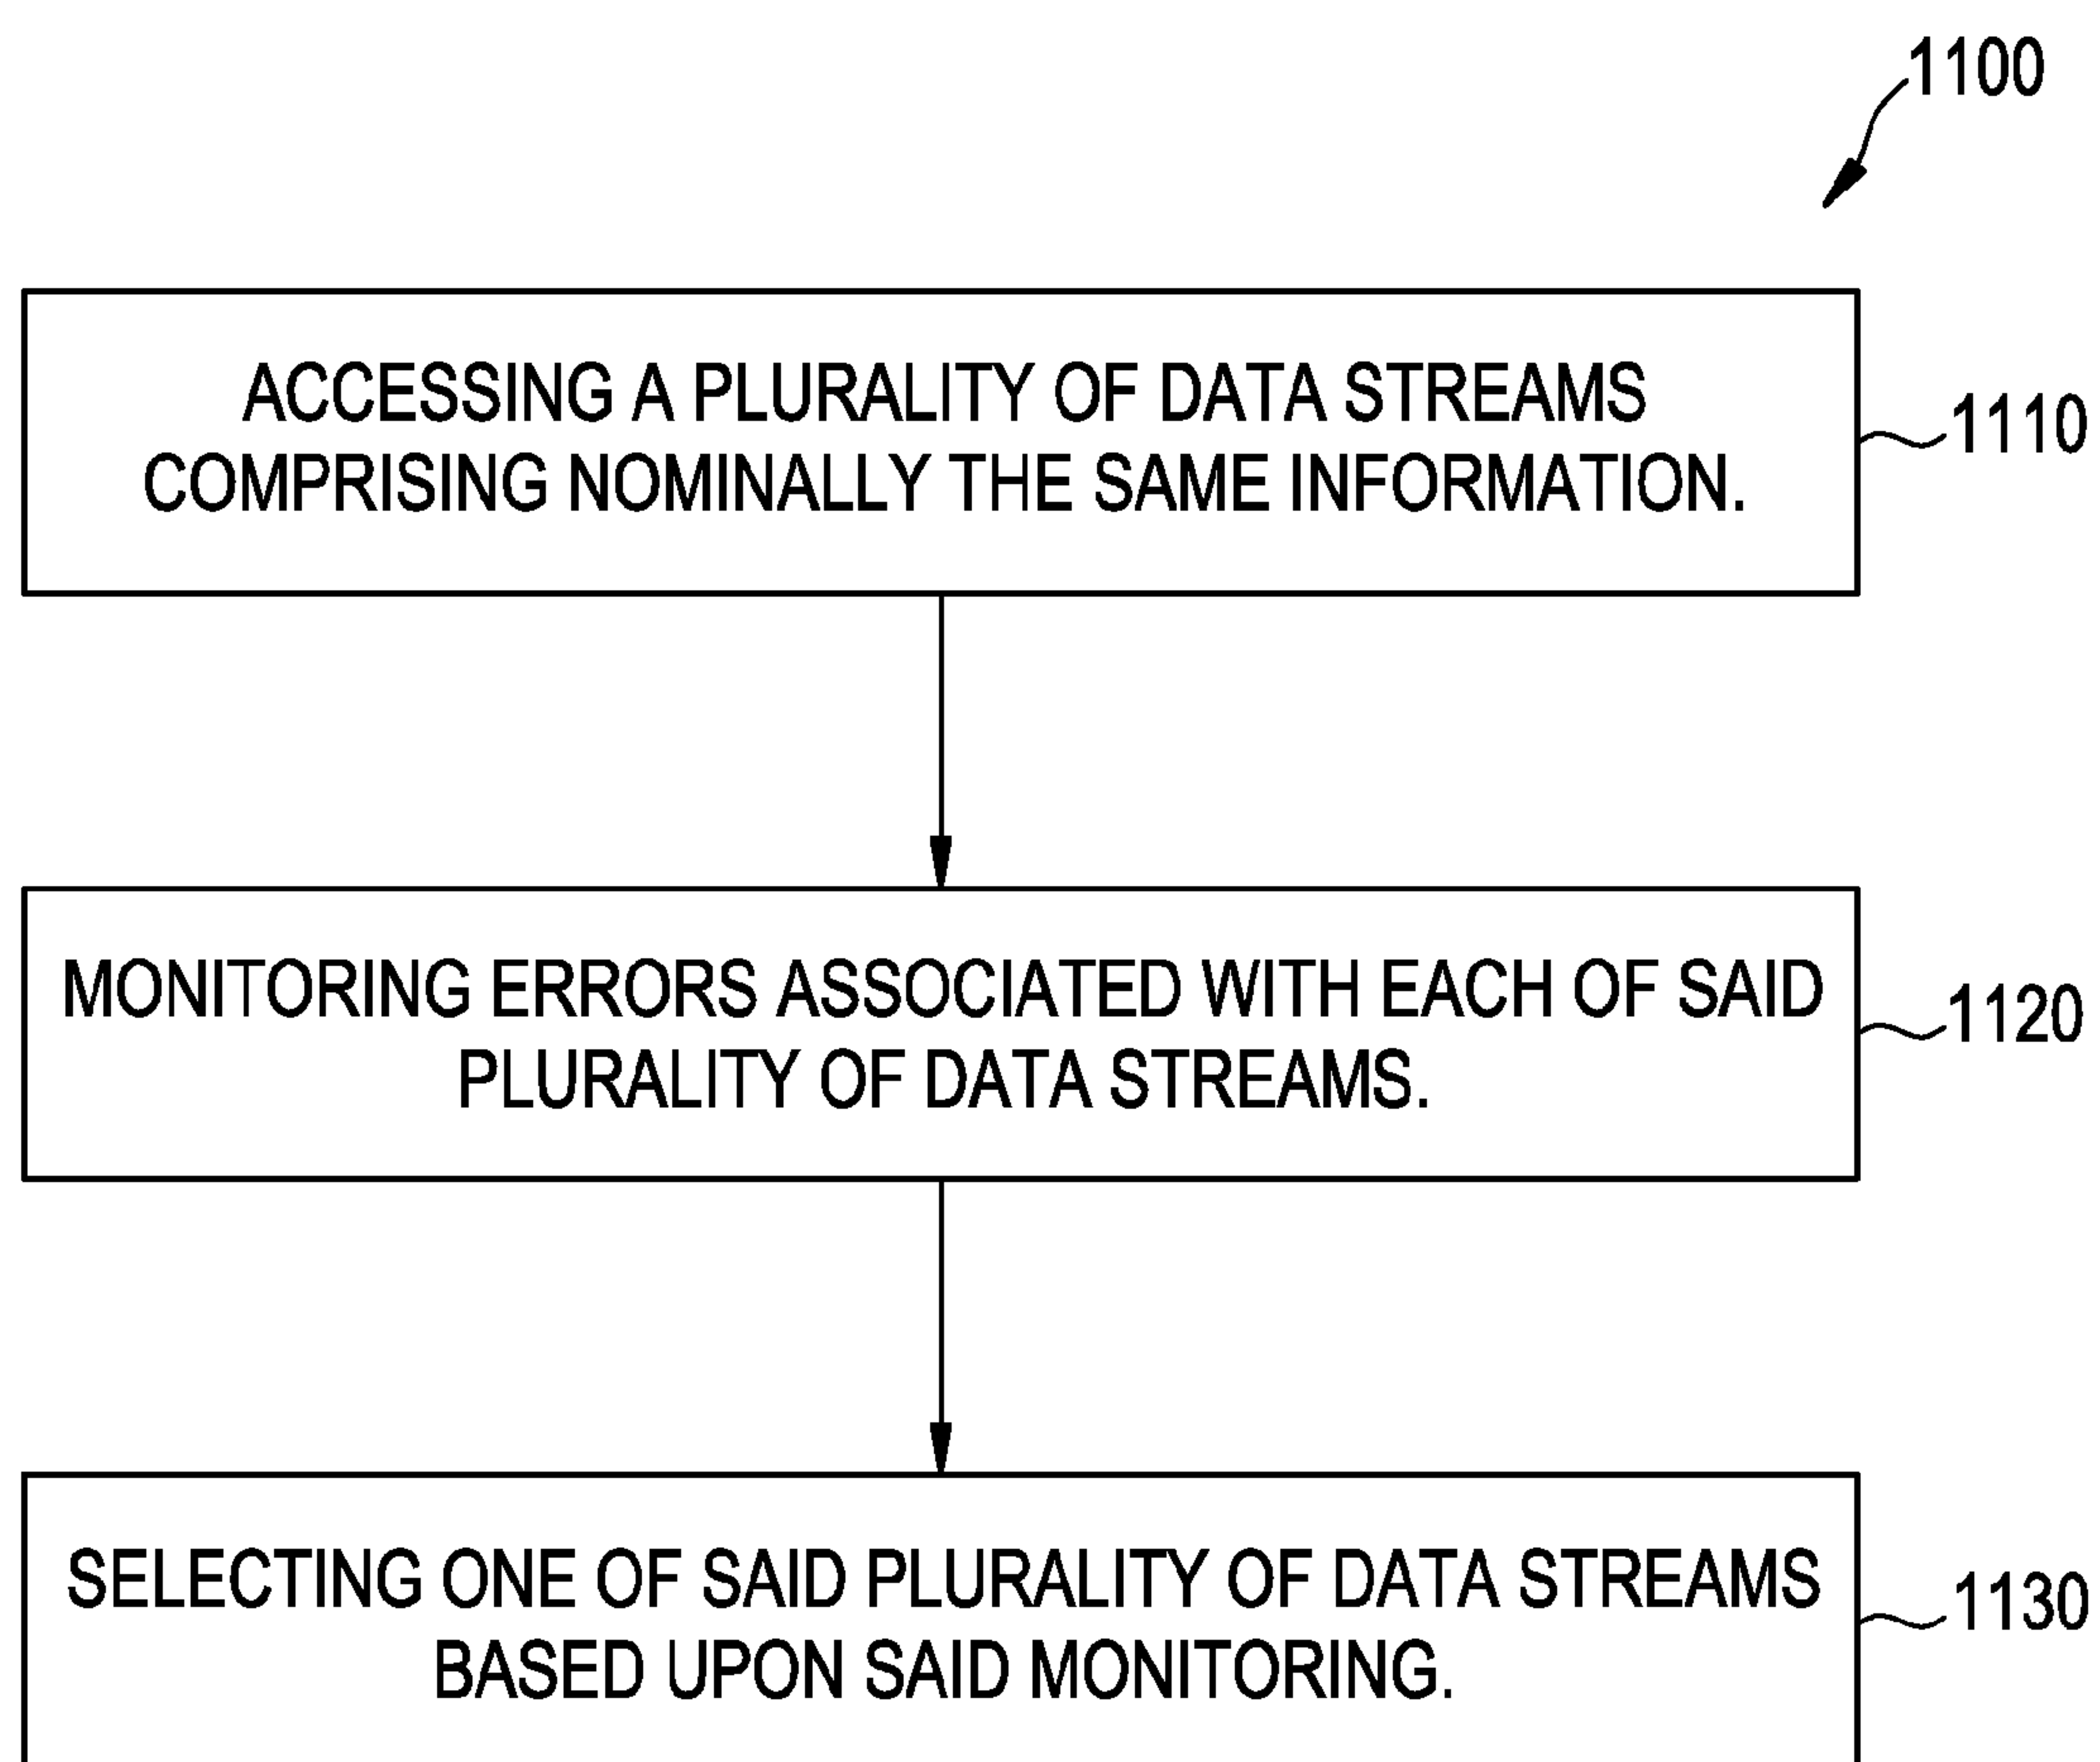 1100
ACCESSING A PLURALITY OF DATA STREAMS
COMPRISING NOMINALLY THE SAME INFORMATION.
1110
MONITORING ERRORS ASSOCIATED WITH EACH OF SAID
PLURALITY OF DATA STREAMS.
1120
SELECTING ONE OF SAID PLURALITY OF DATA STREAMS
BASED UPON SAID MONITORING.
1130